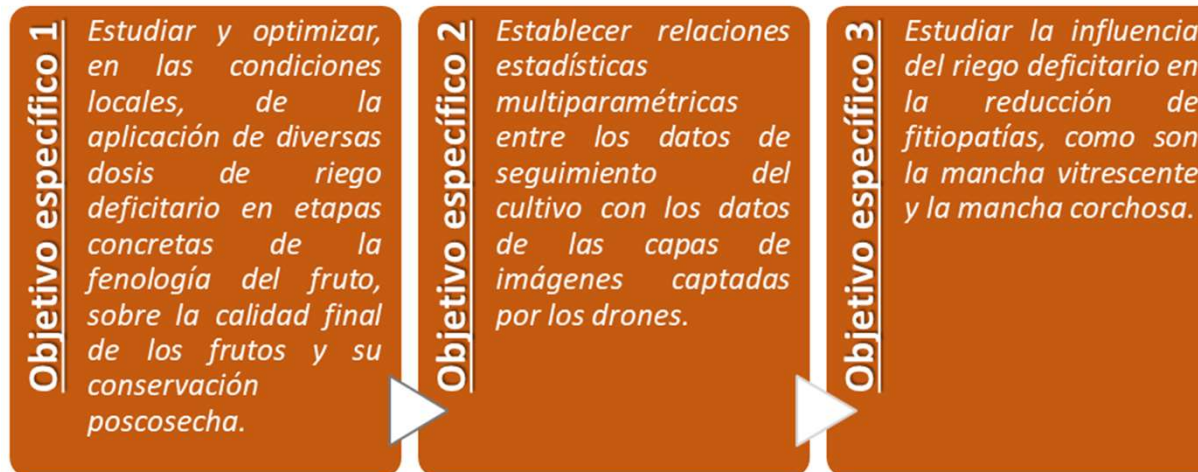 Objetivo específico 1
Estudiar y optimizar,
en las condiciones
locales, de la
aplicación de diversas
dosis de riego
deficitario en etapas
concretas de la
fenología del fruto,
sobre la calidad final
de los frutos y su
conservación
poscosecha.
Objetivo específico 2
Establecer relaciones
estadísticas
multiparamétricas
entre los datos de
seguimiento del
cultivo con los datos
de las capas de
imágenes captadas
por los drones.
Objetivo específico 3
Estudiar la influencia
del riego deficitario en
la reducción de
fitiopatías, como son
la mancha vitrescente
y la mancha corchosa.